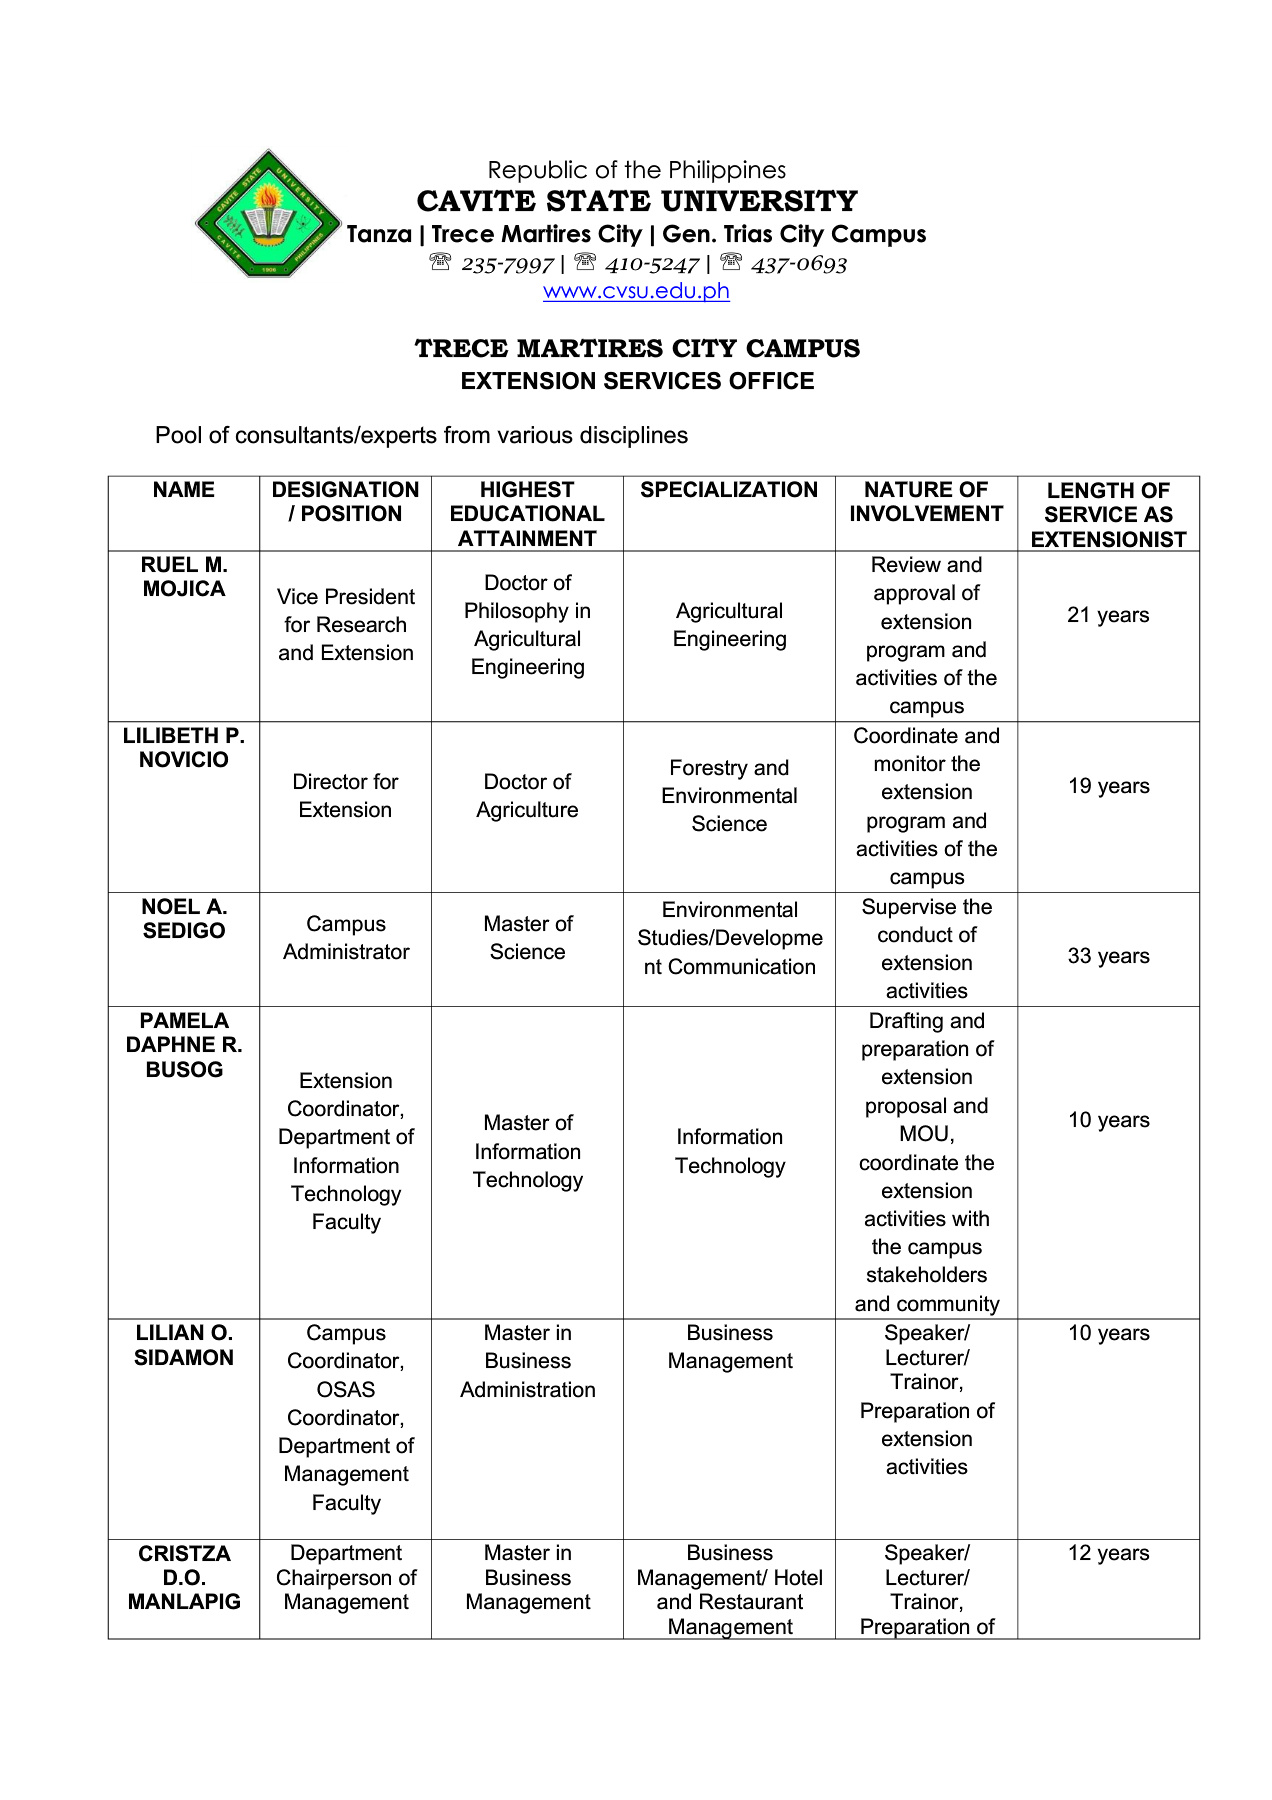 CAVITE STATE UNIVERSITY
CAVITE PHILIPPINES
1906
Republic of the Philippines
CAVITE STATE UNIVERSITY
Tanza | Trece Martires City | Gen. Trias City Campus
☏ 235-7997 | ☏ 410-5247 | ☏ 437-0693
www.cvsu.edu.ph
TRECE MARTIRES CITY CAMPUS
EXTENSION SERVICES OFFICE
Pool of consultants/experts from various disciplines
NAME
DESIGNATION
/ POSITION
HIGHEST
EDUCATIONAL
ATTAINMENT
SPECIALIZATION
NATURE OF
INVOLVEMENT
LENGTH OF
SERVICE AS
EXTENSIONIST
RUEL M.
MOJICA
Vice President
for Research
and Extension
Doctor of
Philosophy in
Agricultural
Engineering
Agricultural
Engineering
Review and
approval of
extension
program and
activities of the
campus
21 years
LILIBETH P.
NOVICIO
Director for
Extension
Doctor of
Agriculture
Forestry and
Environmental
Science
Coordinate and
monitor the
extension
program and
activities of the
campus
19 years
NOEL A.
SEDIGO
Campus
Administrator
Master of
Science
Environmental
Studies/Developme
nt Communication
Supervise the
conduct of
extension
activities
33 years
PAMELA
DAPHNE R.
BUSOG
Extension
Coordinator,
Department of
Information
Technology
Faculty
Master of
Information
Technology
Information
Technology
Drafting and
preparation of
extension
proposal and
MOU,
coordinate the
extension
activities with
the campus
stakeholders
and community
10 years
LILIAN O.
SIDAMON
Campus
Coordinator,
OSAS
Coordinator,
Department of
Management
Faculty
Master in
Business
Administration
Business
Management
Speaker/
Lecturer/
Trainor,
Preparation of
extension
activities
10 years
CRISTZA
D.O.
MANLAPIG
Department
Chairperson of
Management
Master in
Business
Management
Business
Management/ Hotel
and Restaurant
Management
Speaker/
Lecturer/
Trainor,
Preparation of
12 years